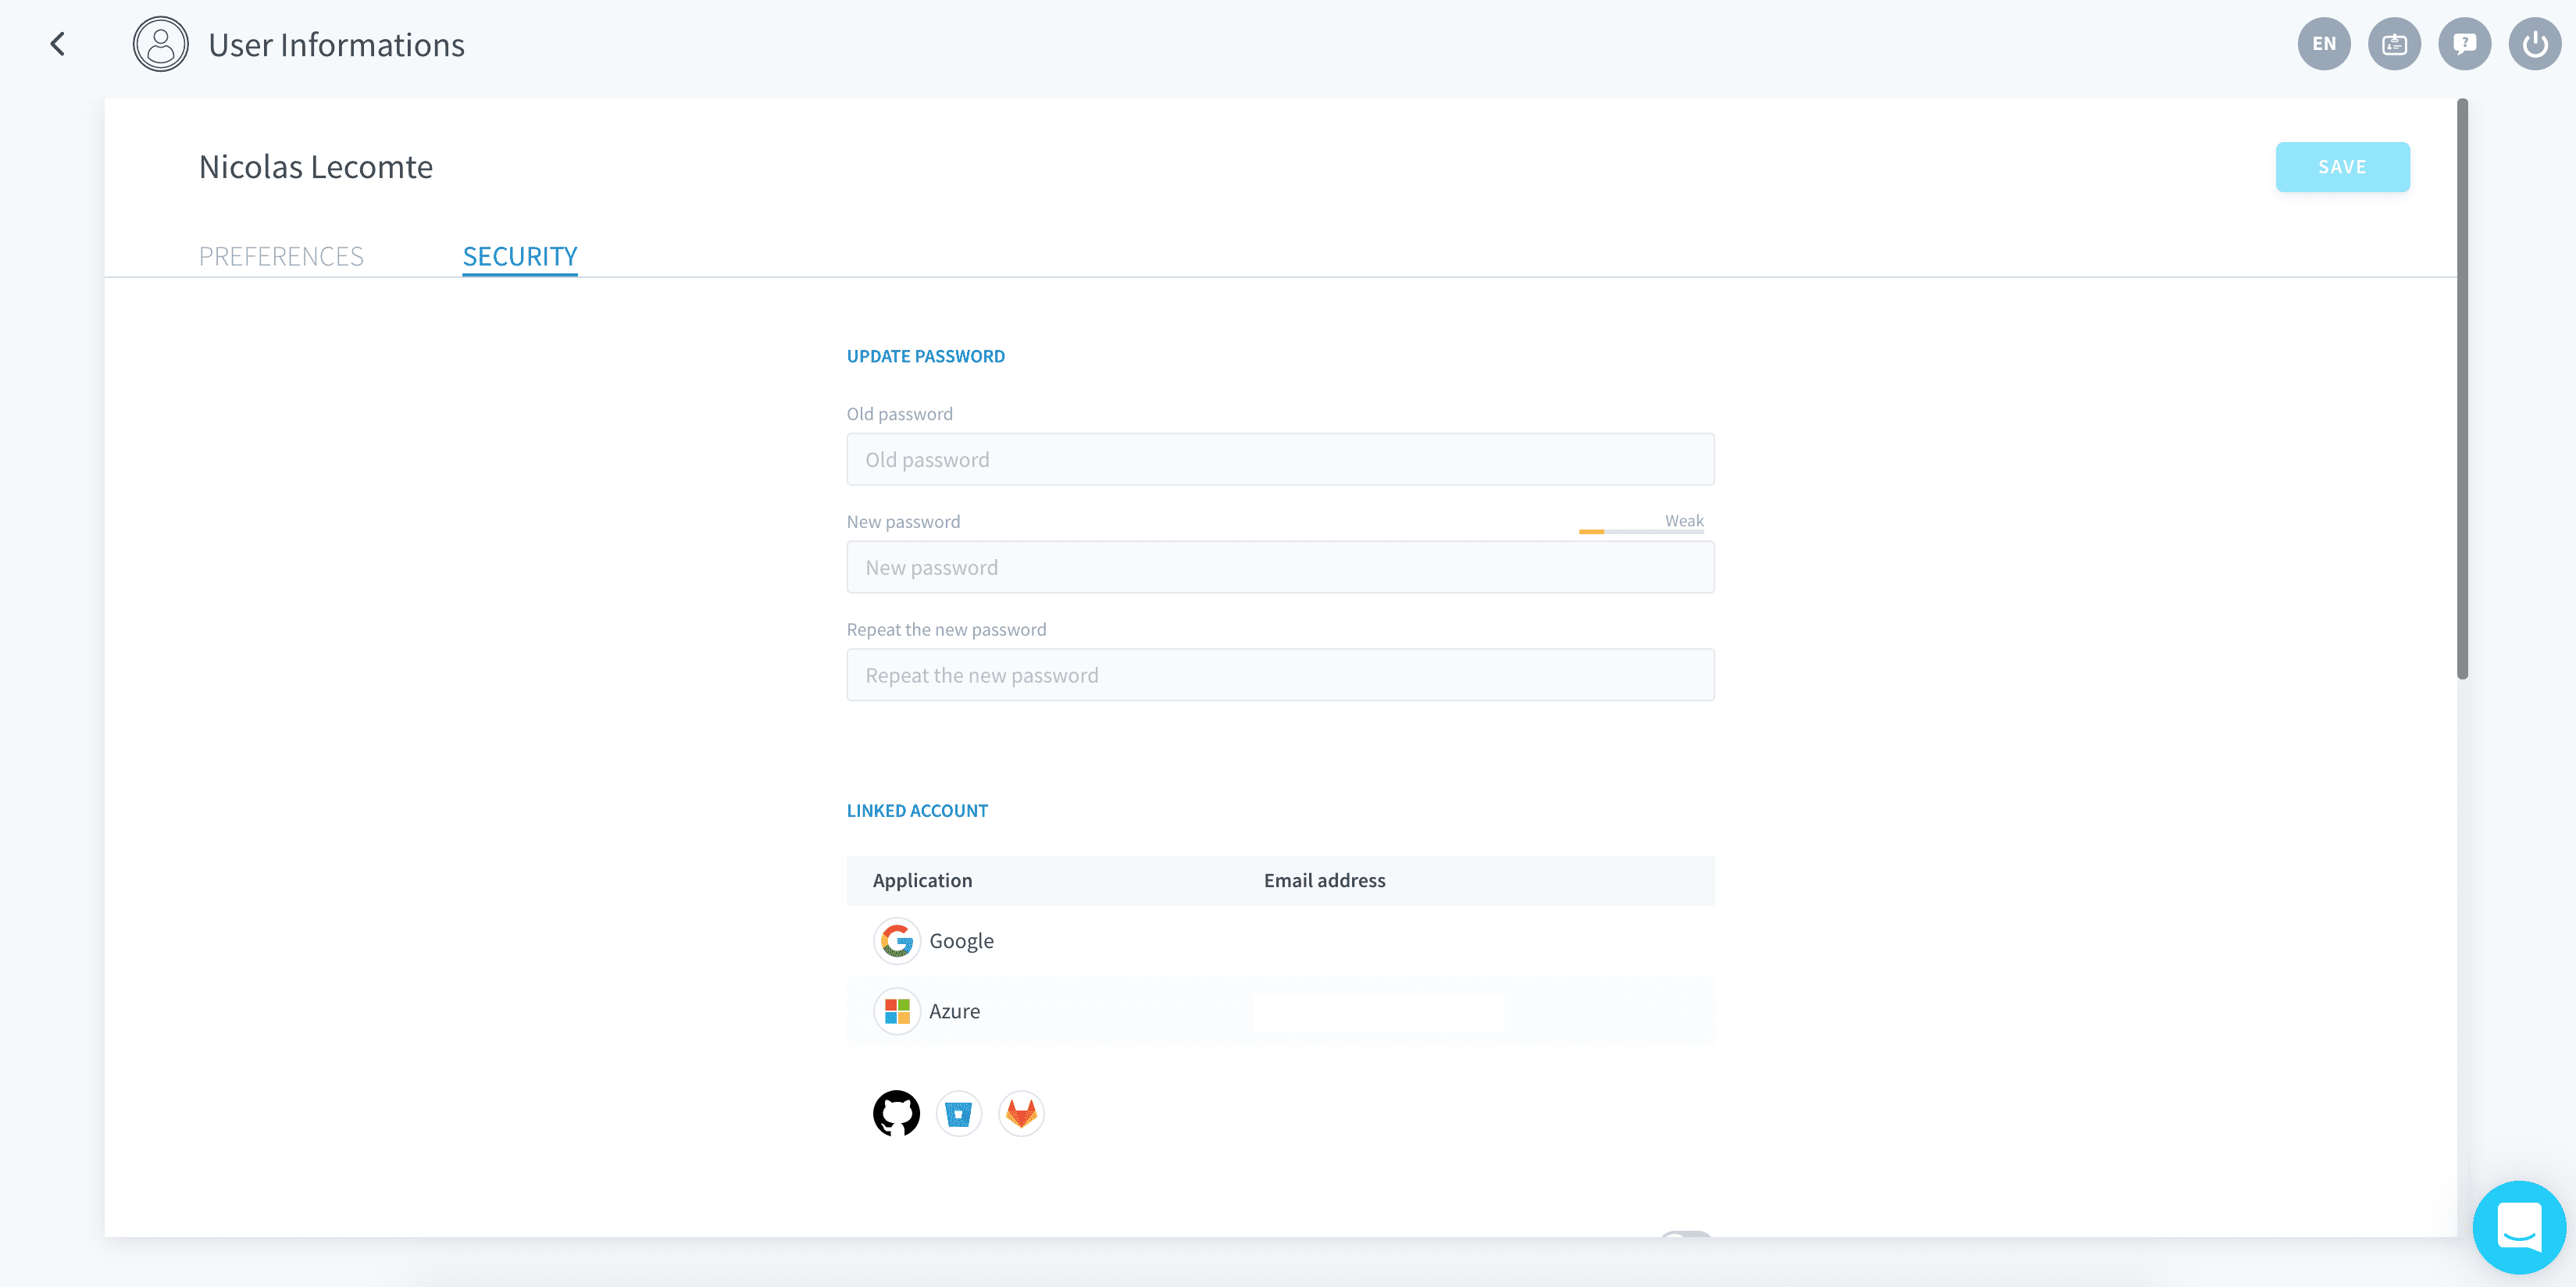 User Informations
EN
?
Nicolas Lecomte
SAVE
PREFERENCES
SECURITY
UPDATE PASSWORD
Old password
Old password
New password
Weak
New password
Repeat the new password
Repeat the new password
LINKED ACCOUNT
Application
Email address
Google
Azure